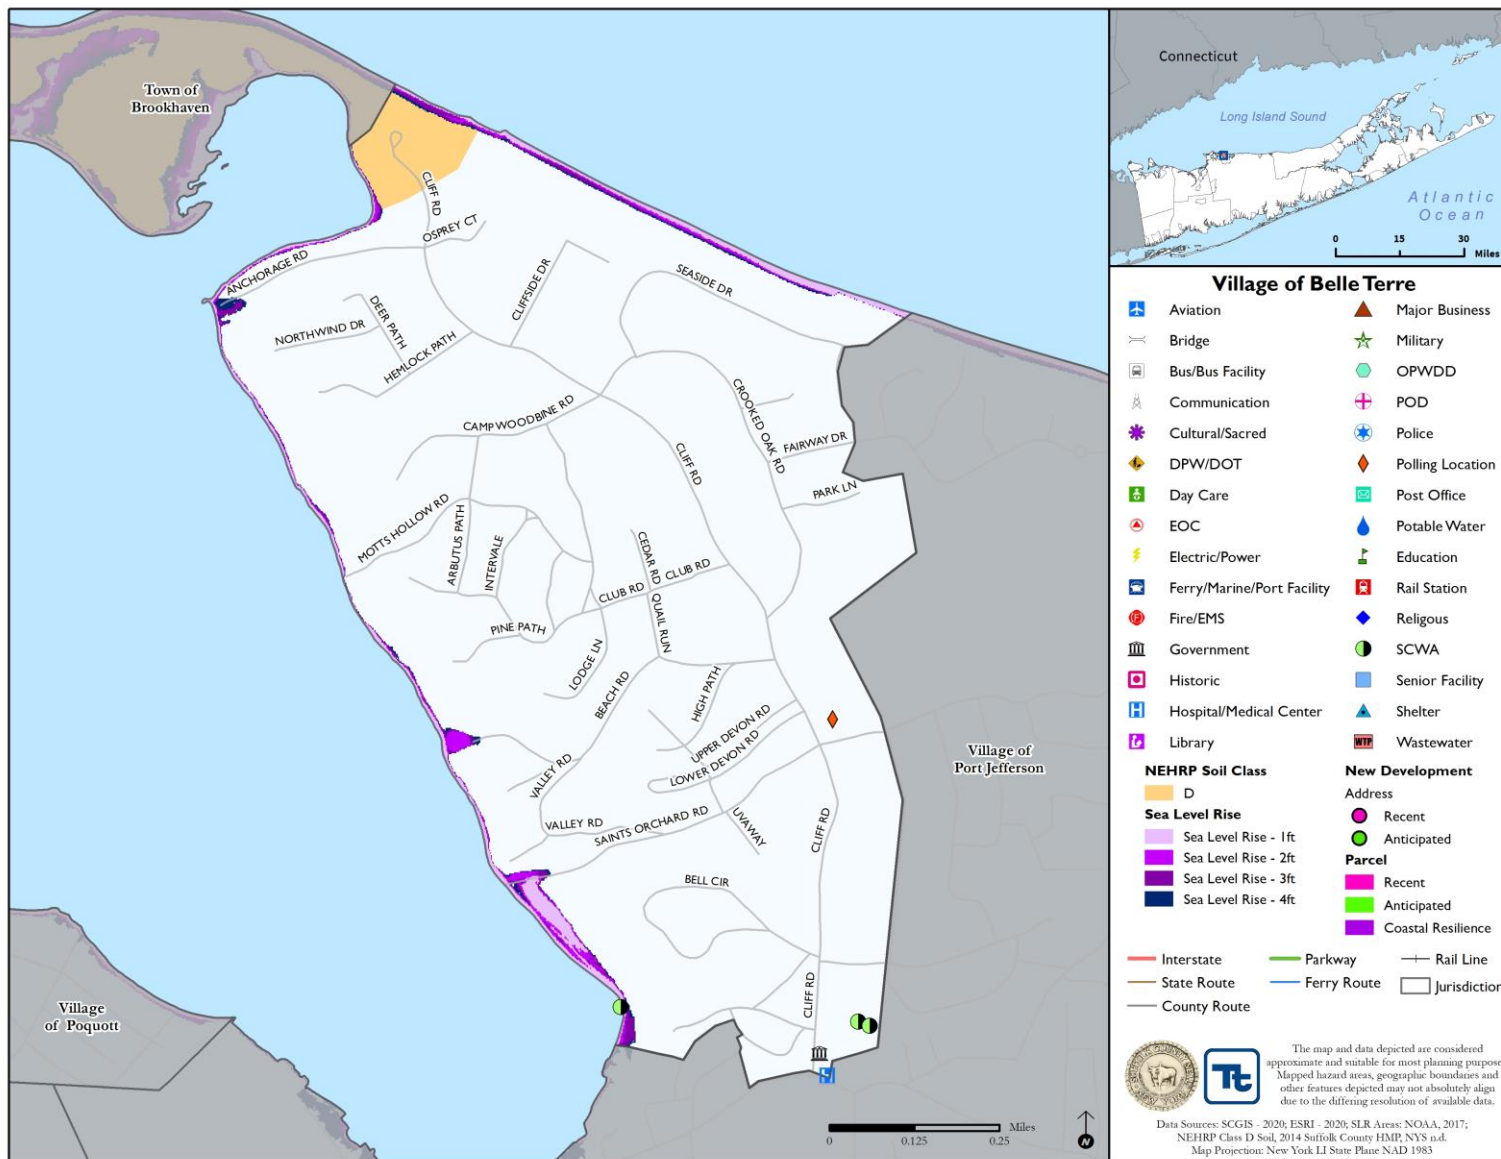 Town of
Brookhaven
CLIFF RD
OSPREY CT
ANCHORAGE RD
CLIFFSIDE DR
SEASIDE DR
DEER PATH
NORTHWIND DR
HEMLOCK PATH
CAMP WOODBINE RD
CROOKED OAK RD
FAIRWAY DR
CLIFF RD
PARK LN
MOTTS HOLLOW RD
ARBUTUS PATH
INTERVALE
CEDAR RD
CLUB RD
CLUB RD
QUAIL RUN
PINE PATH
LODGE LN
BEACH RD
HIGH PATH
UPPER DEVON RD
LOWER DEVON RD
VALLEY RD
VALLEY RD
SAINTS ORCHARD RD
UVAWAY
CLIFF RD
BELL CIR
CLIFF RD
Village of
Port Jefferson
Village
of Poquott
Miles
0 0.125 0.25
Connecticut
Long Island Sound
Atlantic
Ocean
0 15 30
Miles
Village of Belle Terre
Aviation
Bridge
Bus/Bus Facility
Communication
Cultural/Sacred
DPW/DOT
Day Care
EOC
Electric/Power
Ferry/Marine/Port Facility
Fire/EMS
Government
Historic
Hospital/Medical Center
Library
Major Business
Military
OPWDD
POD
Police
Polling Location
Post Office
Potable Water
Education
Rail Station
Religous
SCWA
Senior Facility
Shelter
WTP Wastewater
NEHRP Soil Class
D
Sea Level Rise
Sea Level Rise - 1ft
Sea Level Rise - 2ft
Sea Level Rise - 3ft
Sea Level Rise - 4ft
New Development
Address
Recent
Anticipated
Parcel
Recent
Anticipated
Coastal Resilience
Interstate
State Route
County Route
Parkway
Ferry Route
Rail Line
Jurisdiction
Tt
The map and data depicted are considered
approximate and suitable for most planning purpose
Mapped hazard areas, geographic boundaries and
other features depicted may not absolutely align
due to the differing resolution of available data.
N
Data Sources: SCGIS - 2020; ESRI - 2020; SLR Areas: NOAA, 2017;
NEHRP Class D Soil, 2014 Suffolk County HMP, NYS n.d.
Map Projection: New York LI State Plane NAD 1983